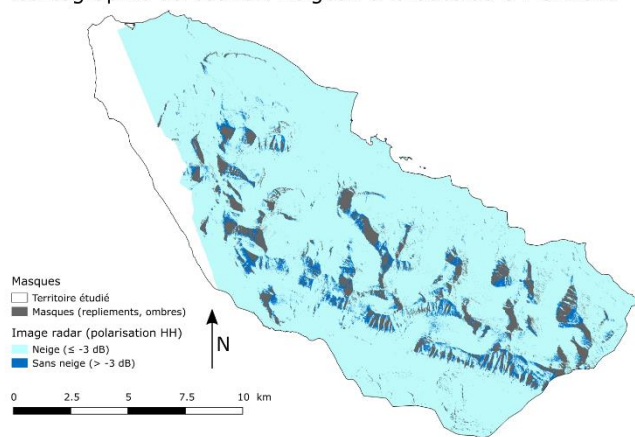 Masques
Territoire étudié
Masques (repliements, ombres)
Image radar (polarisation HH)
Neige (≤ -3 dB)
Sans neige (> -3 dB)
N
0 2.5 5 7.5 10 km